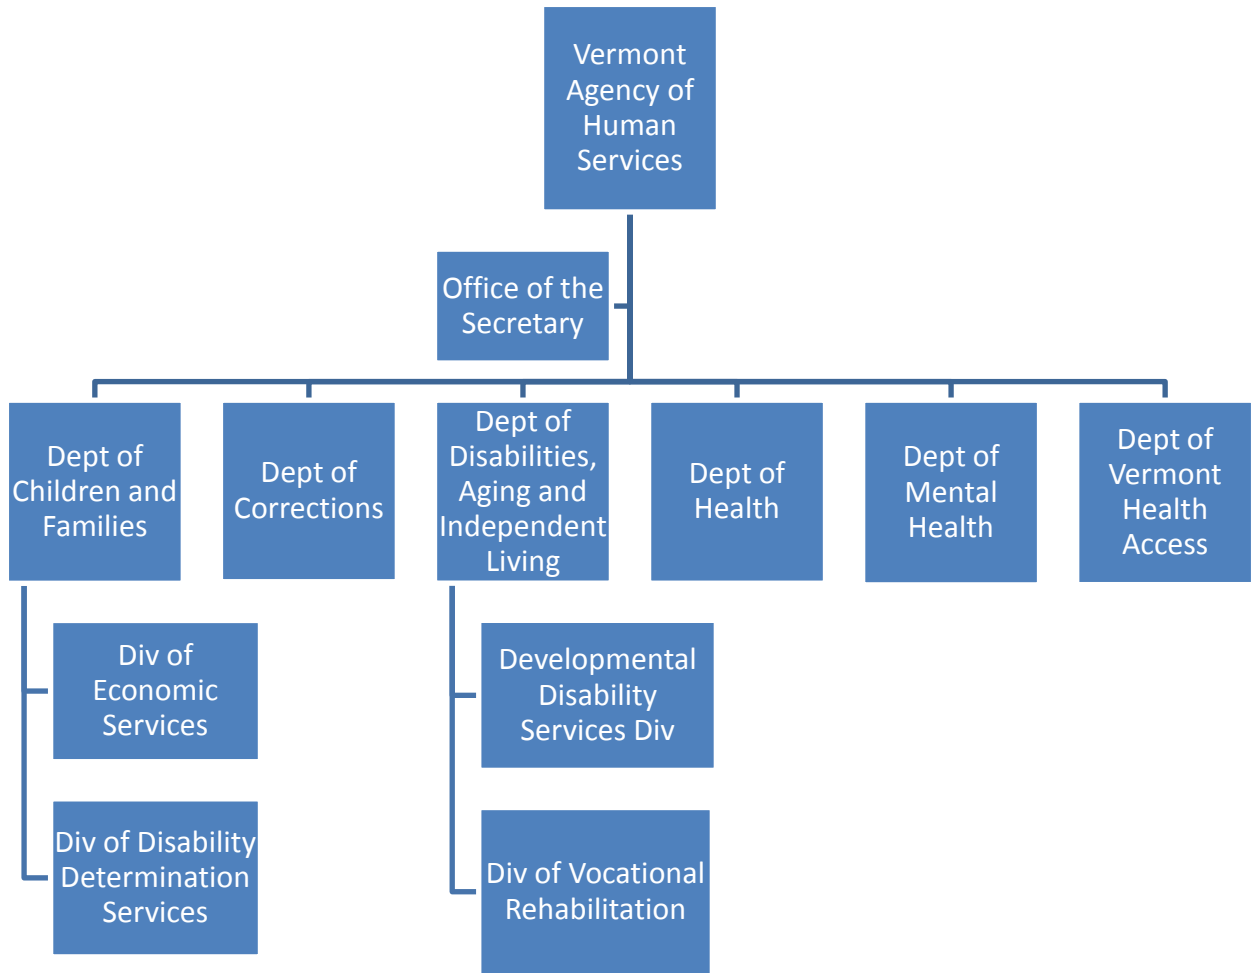 Vermont
Agency of
Human
Services
Office of the
Secretary
Dept of
Children and
Families
Dept of
Corrections
Dept of
Disabilities,
Aging and
Independent
Living
Dept of
Health
Dept of
Mental
Health
Dept of
Vermont
Health
Access
Div of
Economic
Services
Developmental
Disability
Services Div
Div of Disability
Determination
Services
Div of Vocational
Rehabilitation